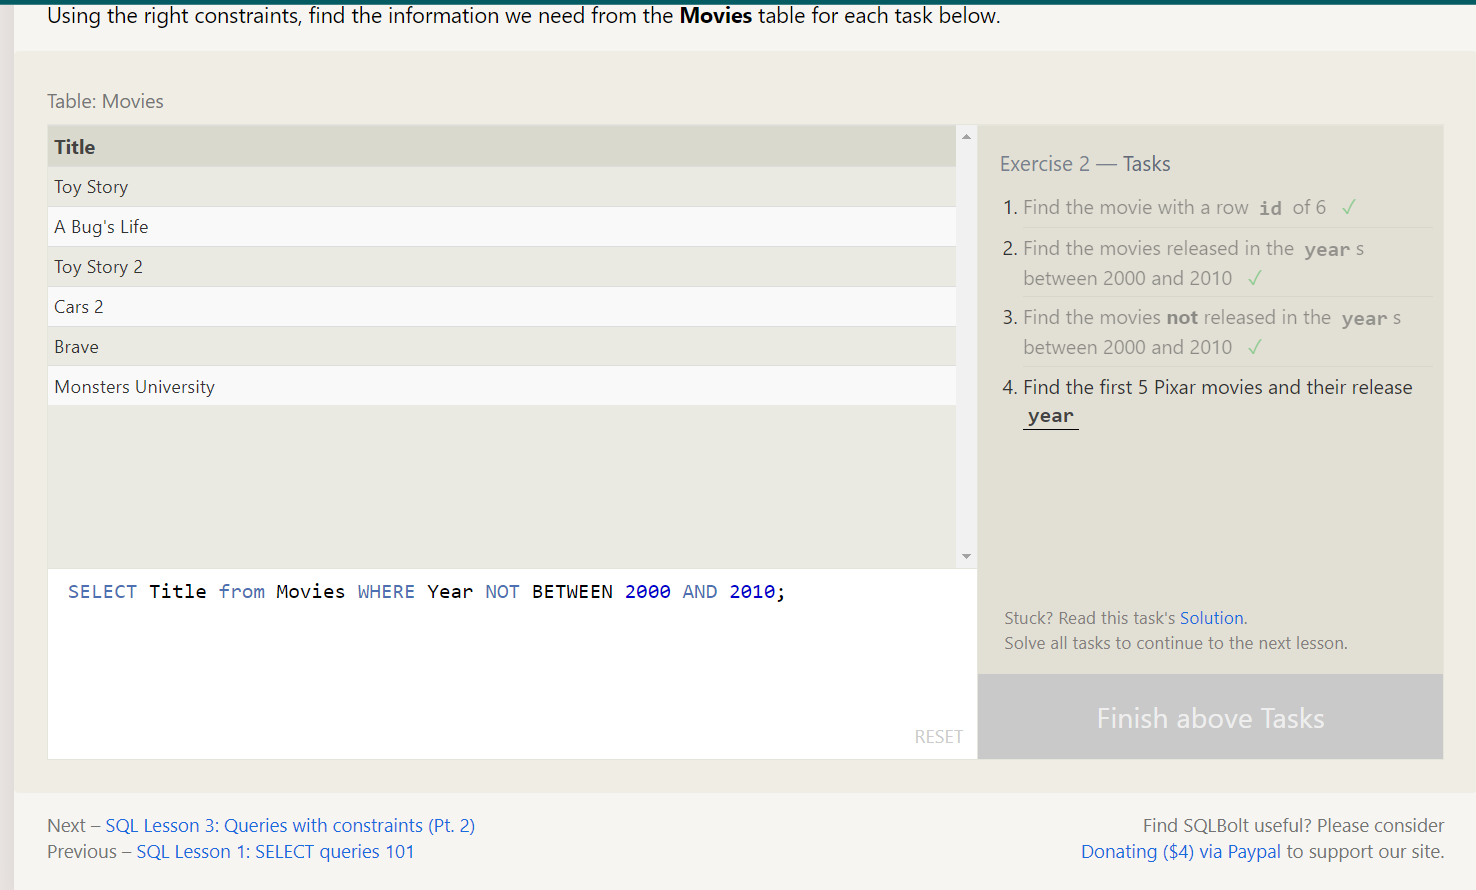 Using the right constraints, find the information we need from the Movies table for each task below.
Table: Movies
Title
Toy Story
A Bug's Life
Toy Story 2
Cars 2
Brave
Monsters University
SELECT Title from Movies WHERE Year NOT BETWEEN 2000 AND 2010;
RESET
Exercise 2 — Tasks
1. Find the movie with a row id of 6 ✓
2. Find the movies released in the year s
between 2000 and 2010 ✓
3. Find the movies not released in the year s
between 2000 and 2010 ✓
4. Find the first 5 Pixar movies and their release
year
Stuck? Read this task's Solution.
Solve all tasks to continue to the next lesson.
Finish above Tasks
Next – SQL Lesson 3: Queries with constraints (Pt. 2)
Previous – SQL Lesson 1: SELECT queries 101
Find SQLBolt useful? Please consider
Donating ($4) via Paypal to support our site.